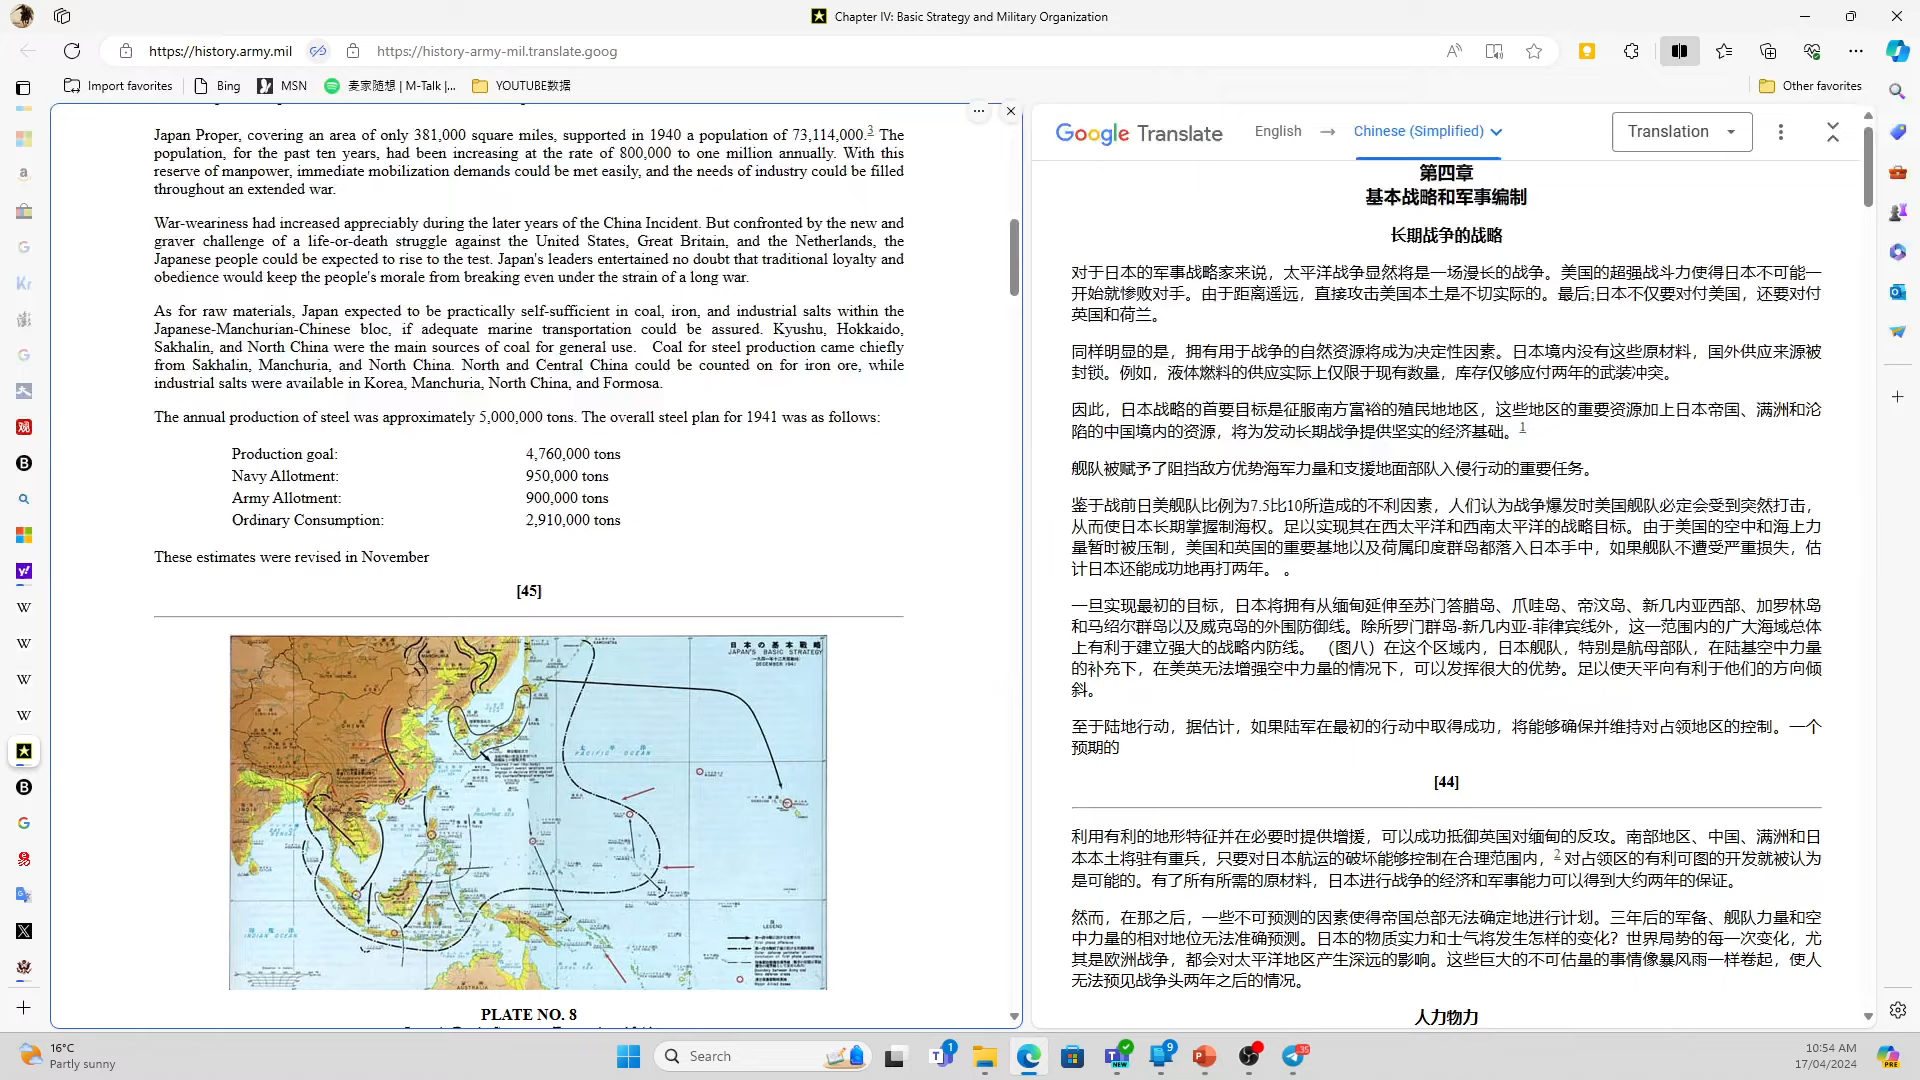 Chapter IV: Basic Strategy and Military Organization
https://history.army.mil
https://history-army-mil.translate.goog
Import favorites
Bing
MSN
麦家随想 | M-Talk |...
YOUTUBE数据
Other favorites
Japan Proper, covering an area of only 381,000 square miles, supported in 1940 a population of 73,114,000.3 The
population, for the past ten years, had been increasing at the rate of 800,000 to one million annually. With this
reserve of manpower, immediate mobilization demands could be met easily, and the needs of industry could be filled
throughout an extended war.
War-weariness had increased appreciably during the later years of the China Incident. But confronted by the new and
graver challenge of a life-or-death struggle against the United States, Great Britain, and the Netherlands, the
Japanese people could be expected to rise to the test. Japan's leaders entertained no doubt that traditional loyalty and
obedience would keep the people's morale from breaking even under the strain of a long war.
As for raw materials, Japan expected to be practically self-sufficient in coal, iron, and industrial salts within the
Japanese-Manchurian-Chinese bloc, if adequate marine transportation could be assured. Kyushu, Hokkaido,
Sakhalin, and North China were the main sources of coal for general use. Coal for steel production came chiefly
from Sakhalin, Manchuria, and North China. North and Central China could be counted on for iron ore, while
industrial salts were available in Korea, Manchuria, North China, and Formosa.
The annual production of steel was approximately 5,000,000 tons. The overall steel plan for 1941 was as follows:
Production goal: 4,760,000 tons
Navy Allotment: 950,000 tons
Army Allotment: 900,000 tons
Ordinary Consumption: 2,910,000 tons
These estimates were revised in November
[45]
日本の基本戦略
JAPAN'S BASIC STRATEGY
DECEMBER 1941
PACIFIC OCEAN
PHILIPPINE SEA
INDIAN OCEAN
CHINA
INDIA
AUSTRALIA
PLATE NO. 8
Google Translate
English
Chinese (Simplified)
Translation
第四章
基本战略和军事编制
长期战争的战略
对于日本的军事战略家来说，太平洋战争显然将是一场漫长的战争。美国的超强战斗力使得日本不可能一
开始就惨败对手。由于距离遥远，直接攻击美国本土是不切实际的。最后;日本不仅要对付美国，还要对付
英国和荷兰。
同样明显的是，拥有用于战争的自然资源将成为决定性因素。日本境内没有这些原材料，国外供应来源被
封锁。例如，液体燃料的供应实际上仅限于现有数量，库存仅够应付两年的武装冲突。
因此，日本战略的首要目标是征服南方富裕的殖民地地区，这些地区的重要资源加上日本帝国、满洲和沦
陷的中国境内的资源，将为发动长期战争提供坚实的经济基础。1
舰队被赋予了阻挡敌方优势海军力量和支援地面部队入侵行动的重要任务。
鉴于战前日美舰队比例为7.5比10所造成的不利因素，人们认为战争爆发时美国舰队必定会受到突然打击，
从而使日本长期掌握制海权。足以实现其在西太平洋和西南太平洋的战略目标。由于美国的空中和海上力
量暂时被压制，美国和英国的重要基地以及荷属印度群岛都落入日本手中，如果舰队不遭受严重损失，估
计日本还能成功地再打两年。 。
一旦实现最初的目标，日本将拥有从缅甸延伸至苏门答腊岛、爪哇岛、帝汶岛、新几内亚西部、加罗林岛
和马绍尔群岛以及威克岛的外围防御线。除所罗门群岛-新几内亚-菲律宾线外，这一范围内的广大海域总体
上有利于建立强大的战略内防线。 （图八）在这个区域内，日本舰队，特别是航母部队，在陆基空中力量
的补充下，在美英无法增强空中力量的情况下，可以发挥很大的优势。足以使天平向有利于他们的方向倾
斜。
至于陆地行动，据估计，如果陆军在最初的行动中取得成功，将能够确保并维持对占领地区的控制。一个
预期的
[44]
利用有利的地形特征并在必要时提供增援，可以成功抵御英国对缅甸的反攻。南部地区、中国、满洲和日
本本土将驻有重兵，只要对日本航运的破坏能够控制在合理范围内，2 对占领区的有利可图的开发就被认为
是可能的。有了所有所需的原材料，日本进行战争的经济和军事能力可以得到大约两年的保证。
然而，在那之后，一些不可预测的因素使得帝国总部无法确定地进行计划。三年后的军备、舰队力量和空
中力量的相对地位无法准确预测。日本的物质实力和士气将发生怎样的变化？世界局势的每一次变化，尤
其是欧洲战争，都会对太平洋地区产生深远的影响。这些巨大的不可估量的事情像暴风雨一样卷起，使人
无法预见战争头两年之后的情况。
人力物力
16°C
Partly sunny
Search
10:54 AM
17/04/2024